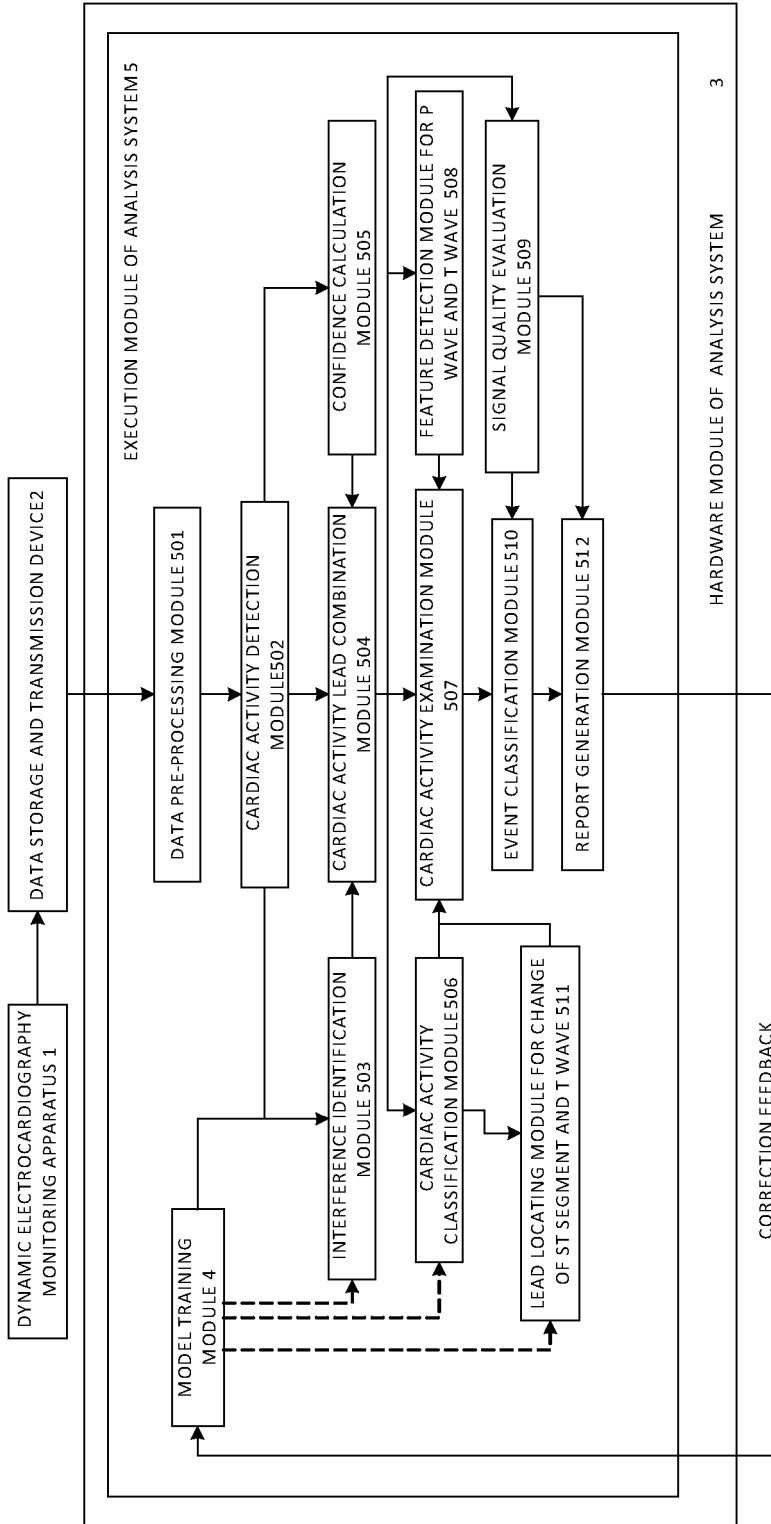 DYNAMIC ELECTROCARDIOGRAPHY
MONITORING APPARATUS 1
DATA STORAGE AND TRANSMISSION DEVICE2
EXECUTION MODULE OF ANALYSIS SYSTEM 5
MODEL TRAINING
MODULE 4
DATA PRE-PROCESSING MODULE 501
CARDIAC ACTIVITY DETECTION
MODULE502
INTERFERENCE IDENTIFICATION
MODULE 503
CARDIAC ACTIVITY LEAD COMBINATION
MODULE 504
CONFIDENCE CALCULATION
MODULE 505
CARDIAC ACTIVITY
CLASSIFICATION MODULE506
CARDIAC ACTIVITY EXAMINATION MODULE
507
FEATURE DETECTION MODULE FOR P
WAVE AND T WAVE 508
LEAD LOCATING MODULE FOR CHANGE
OF ST SEGMENT AND T WAVE 511
EVENT CLASSIFICATION MODULE510
SIGNAL QUALITY EVALUATION
MODULE 509
REPORT GENERATION MODULE 512
HARDWARE MODULE OF ANALYSIS SYSTEM 3
CORRECTION FEEDBACK